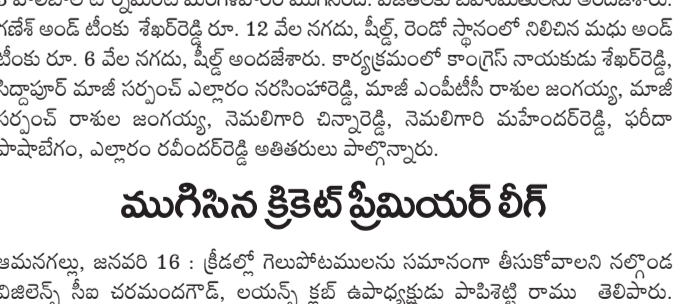 గణేశ్ అండ్ టీంకు శేఖర్‌రెడ్డి రూ. 12 వేల నగదు, షీల్డ్, రెండో స్థానంలో నిలిచిన మధు అండ్
టీంకు రూ. 6 వేల నగదు, షీల్డ్ అందజేశారు. కార్యక్రమంలో కాంగ్రెస్ నాయకుడు శేఖర్‌రెడ్డి,
సిద్దాపూర్ మాజీ సర్పంచ్ ఎల్లారం నరసింహారెడ్డి, మాజీ ఎంపీటీసీ రాశుల జంగయ్య, మాజీ
సర్పంచ్ రాశుల జంగయ్య, నెమలిగారి చిన్నారెడ్డి, నెమలిగారి మహేందర్‌రెడ్డి, ఫరీదా
పాషాబేగం, ఎల్లారం రవీందర్‌రెడ్డి అతితరులు పాల్గొన్నారు.
ముగిసిన క్రికెట్ ప్రీమియర్ లీగ్
ఆమనగల్లు, జనవరి 16 : క్రీడల్లో గెలుపోటములను సమానంగా తీసుకోవాలని నల్గొండ
విజిలెన్స్ సీఐ చరమందగౌడ్, లయన్స్ క్లబ్ ఉపాధ్యక్షుడు పాపిశెట్టి రాము తెలిపారు.